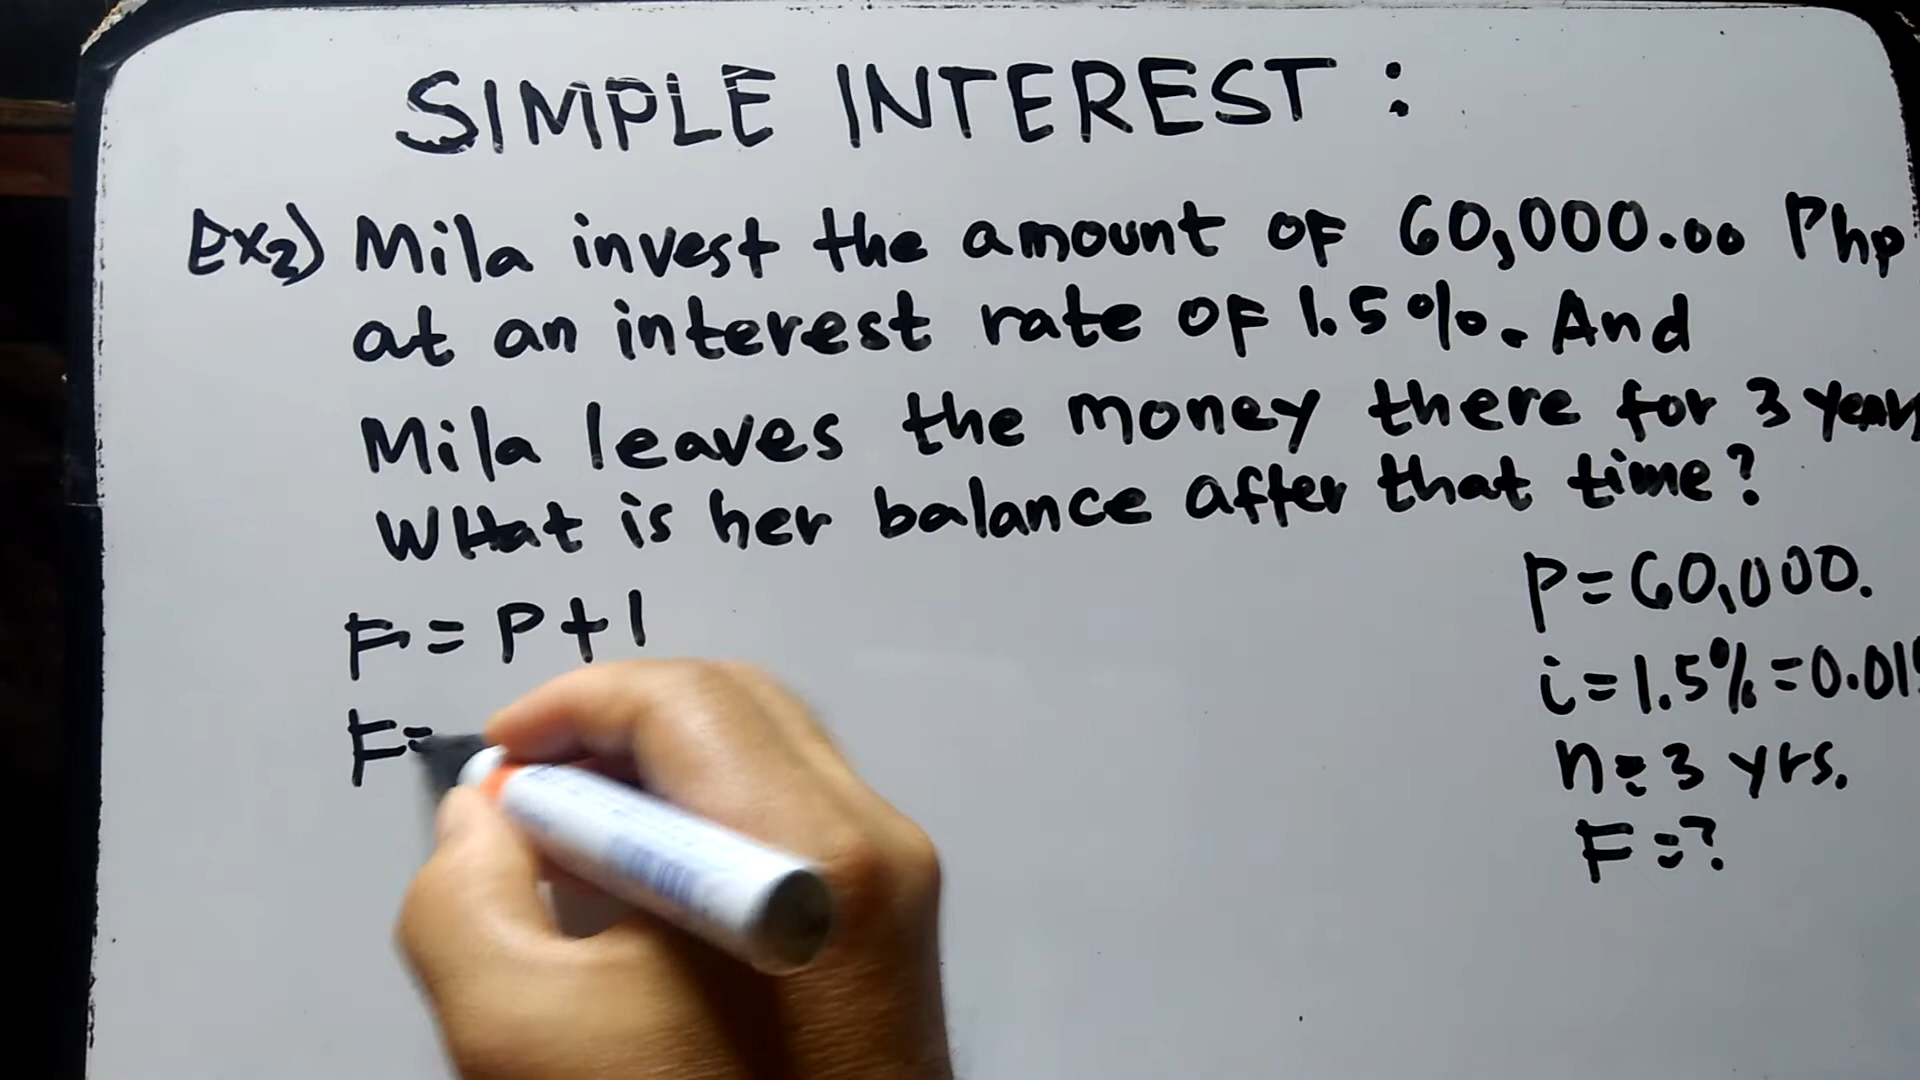 SIMPLE INTEREST :
Ex2) Mila invest the amount OF 60,000.00 Php
at an interest rate OF 1.5%. And
Mila leaves the money there for 3 years
WHat is her balance after that time?
P=60,000.
F = P+I
i=1.5%=0.015
F=
n=3 yrs.
F=?